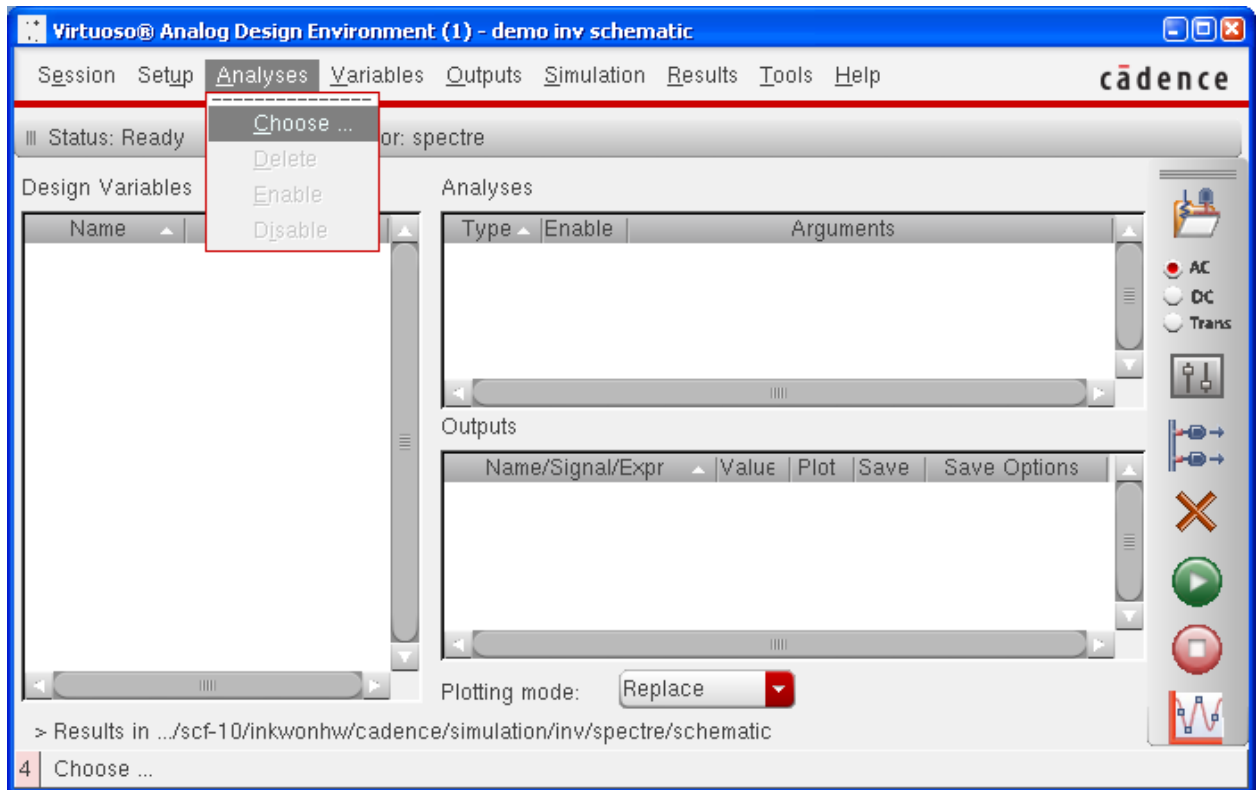 Virtuoso® Analog Design Environment (1) - demo inv schematic
Session Setup Analyses Variables Outputs Simulation Results Tools Help cādence
Choose ...
Delete
Enable
Disable
Status: Ready or: spectre
Design Variables
Name
Analyses
Type Enable Arguments
Outputs
Name/Signal/Expr Value Plot Save Save Options
Plotting mode: Replace
AC
DC
Trans
> Results in .../scf-10/inkwonhw/cadence/simulation/inv/spectre/schematic
4 Choose ...